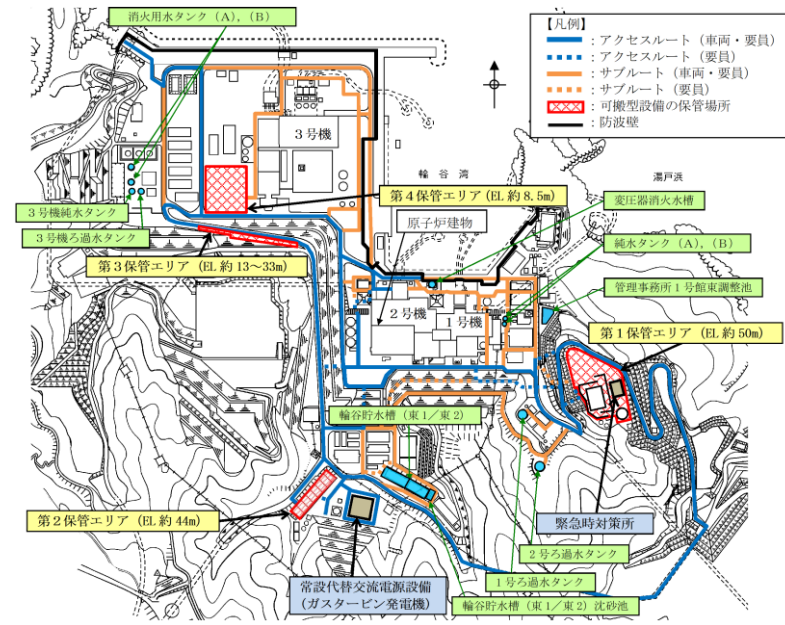 消火用水タンク（A），（B）
【凡例】
：アクセスルート（車両・要員）
：アクセスルート（要員）
：サブルート（車両・要員）
：サブルート（要員）
：可搬型設備の保管場所
：防波壁
3号機
輪谷湾
湯戸浜
第4保管エリア（EL 約 8.5m）
変圧器消火水槽
3号機純水タンク
原子炉建物
純水タンク（A），（B）
3号機ろ過水タンク
第3保管エリア（EL 約 13～33m）
管理事務所1号館東調整池
2号機
1号機
第1保管エリア（EL 約 50m）
輪谷貯水槽（東1／東2）
第2保管エリア（EL 約 44m）
緊急時対策所
2号ろ過水タンク
常設代替交流電源設備
（ガスタービン発電機）
1号ろ過水タンク
輪谷貯水槽（東1／東2）沈砂池